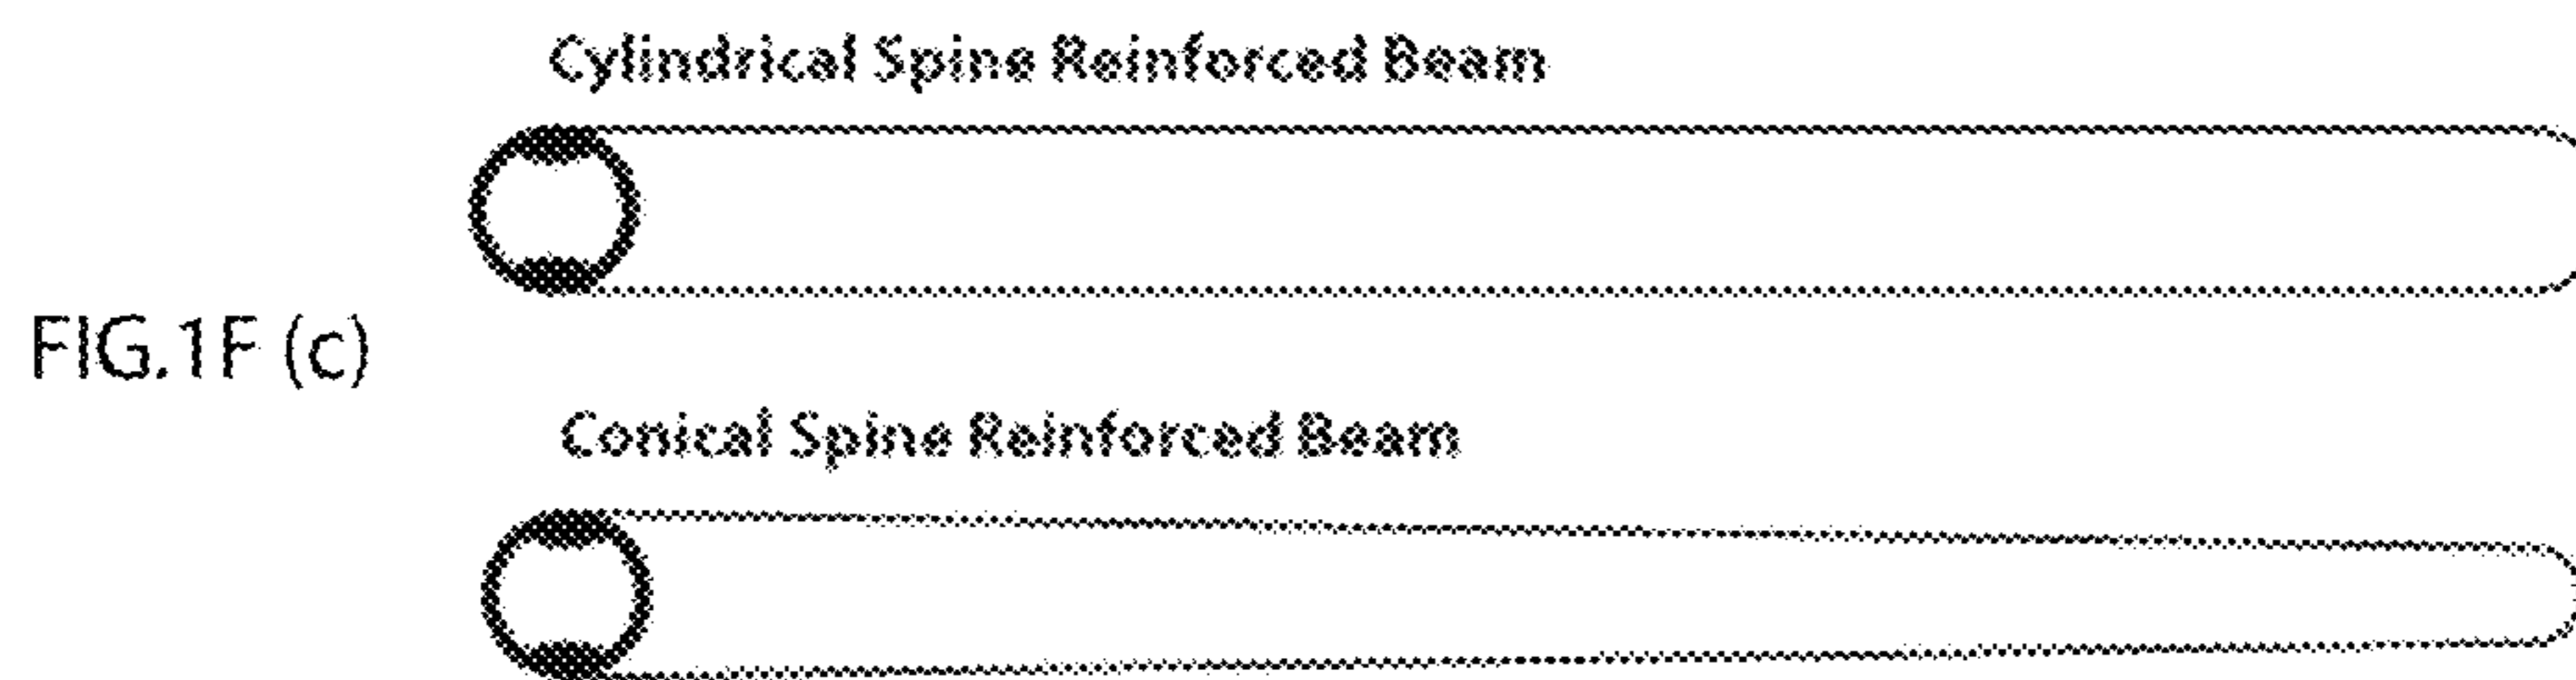 Cylindrical Spine Reinforced Beam
FIG.1F (c)
Conical Spine Reinforced Beam